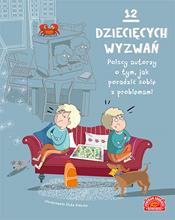 12
DZIECIĘCYCH
WYZWAŃ
Polscy autorzy
o tym, jak
poradzić sobie
z problemami